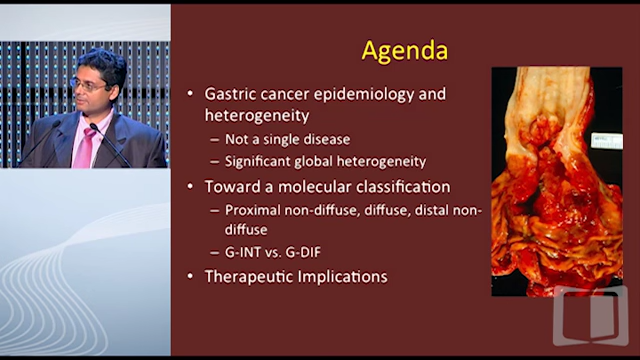 Agenda
• Gastric cancer epidemiology and
heterogeneity
– Not a single disease
– Significant global heterogeneity
• Toward a molecular classification
– Proximal non-diffuse, diffuse, distal non-
diffuse
– G-INT vs. G-DIF
• Therapeutic Implications